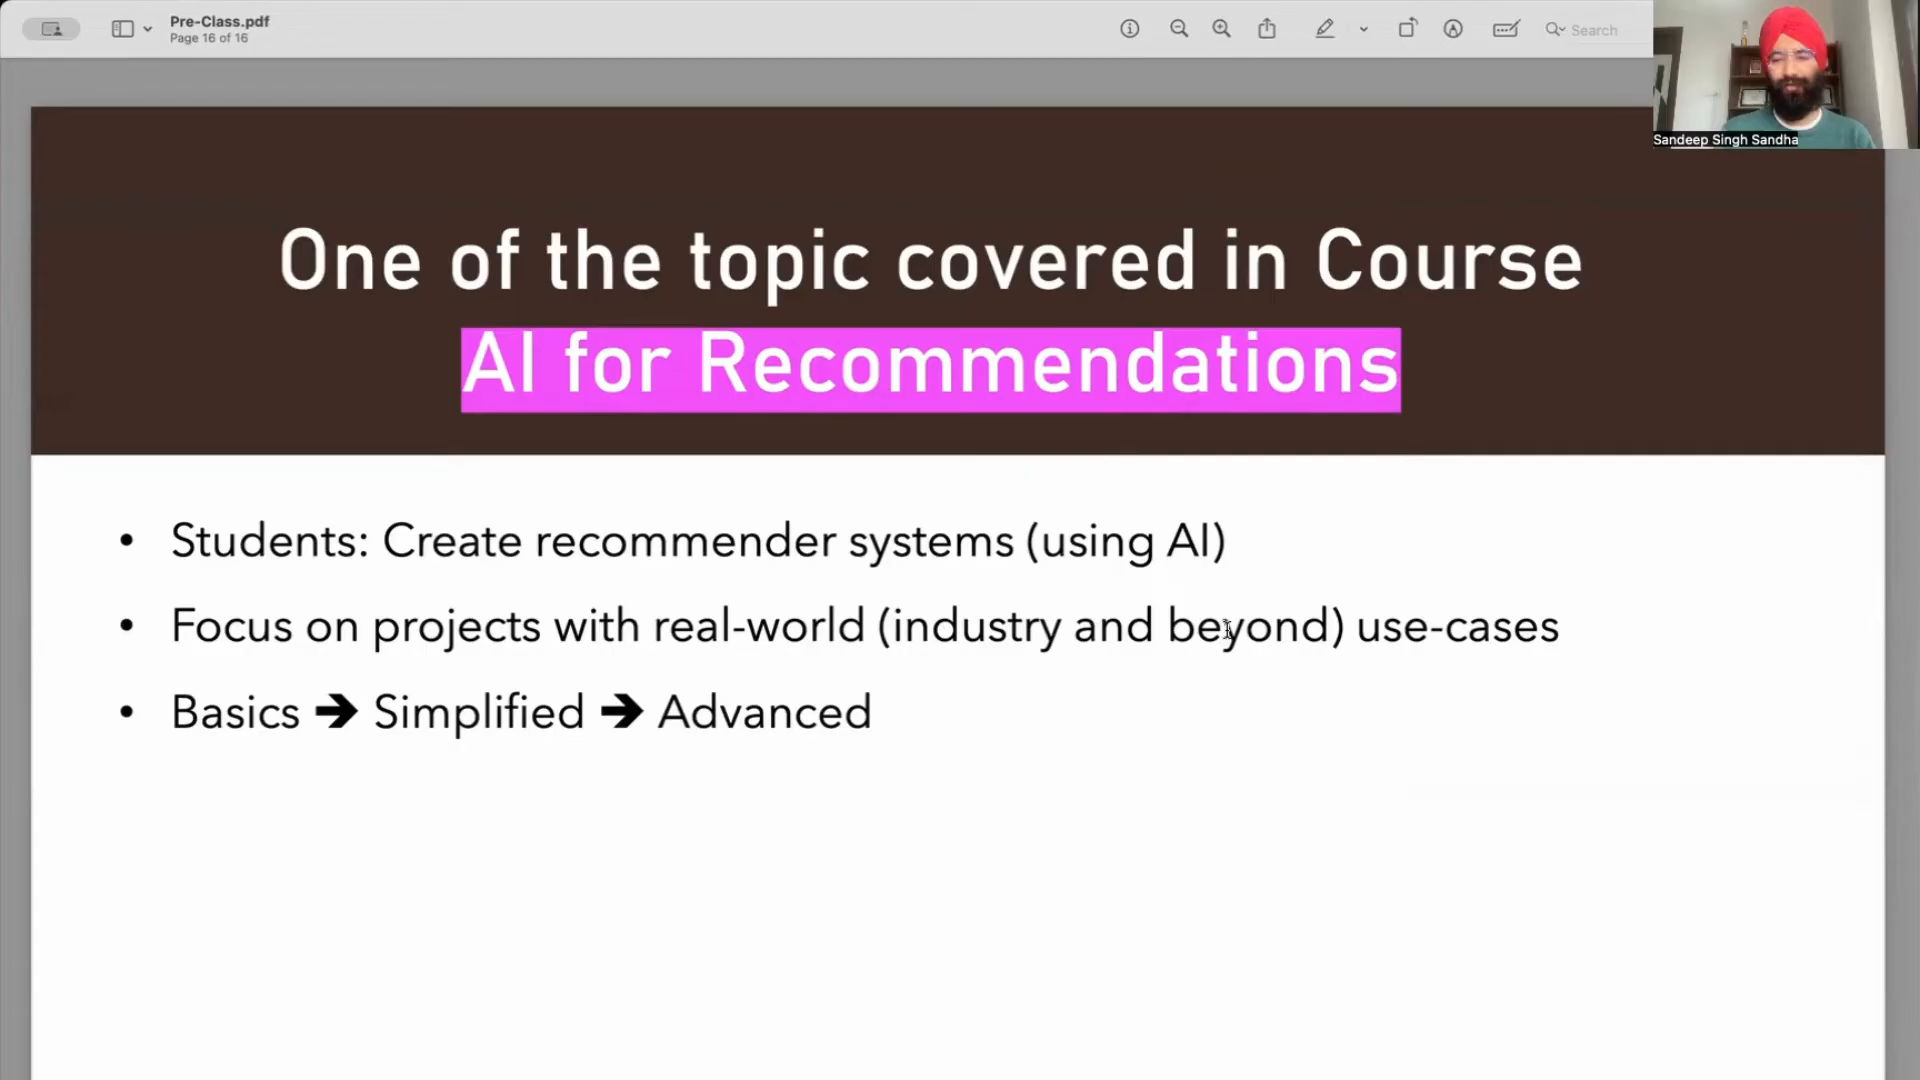 Pre-Class.pdf
Page 16 of 16
Search
Sandeep Singh Sandha
One of the topic covered in Course
AI for Recommendations
• Students: Create recommender systems (using AI)
• Focus on projects with real-world (industry and beyond) use-cases
• Basics → Simplified → Advanced